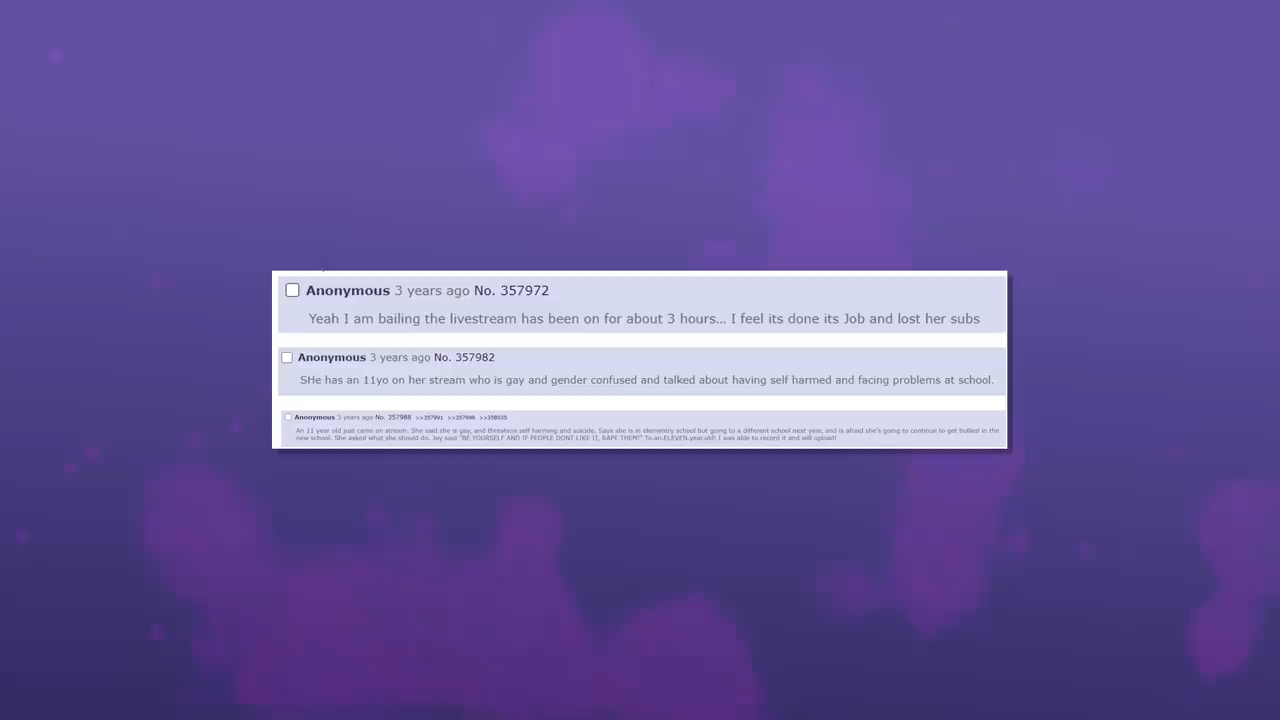 Anonymous 3 years ago No. 357972
Yeah I am bailing the livestream has been on for about 3 hours... I feel its done its Job and lost her subs
Anonymous 3 years ago No. 357982
SHe has an 11yo on her stream who is gay and gender confused and talked about having self harmed and facing problems at school.
Anonymous 3 years ago No. 357988 >>357991 >>357999 >>358035
An 11 year old just came on stream. She said she is gay, and threatens self harming and suicide. Says she is in elementry school but going to a different school next year, and is afraid she's going to continue to get bullied in the
new school. She asked what she should do. Joy said "BE YOURSELF AND IF PEOPLE DONT LIKE IT, RAPE THEM!" To.an.ELEVEN.year.old! I was able to record it and will upload!